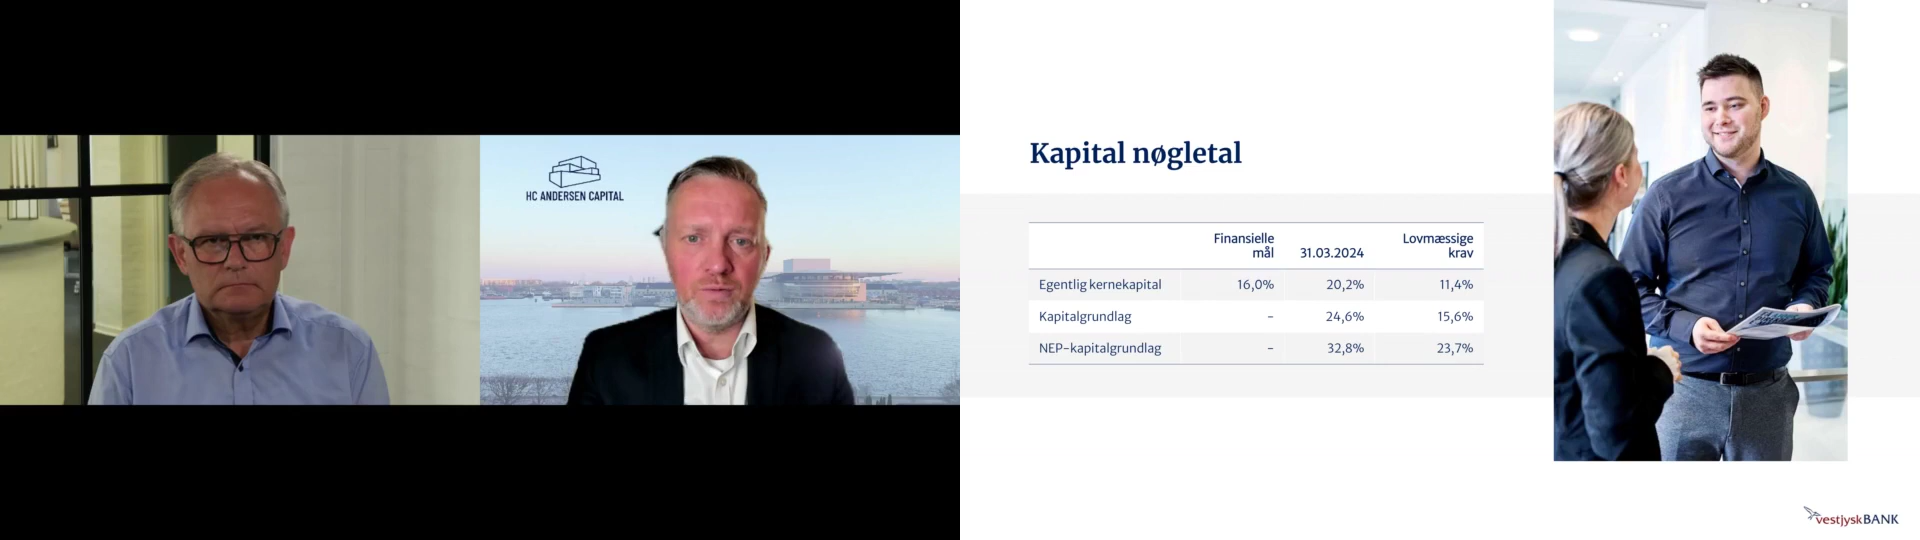 HC ANDERSEN CAPITAL
Kapital nøgletal
Finansielle mål 31.03.2024 Lovmæssige krav
Egentlig kernekapital 16,0% 20,2% 11,4%
Kapitalgrundlag - 24,6% 15,6%
NEP-kapitalgrundlag - 32,8% 23,7%
vestjyskBANK